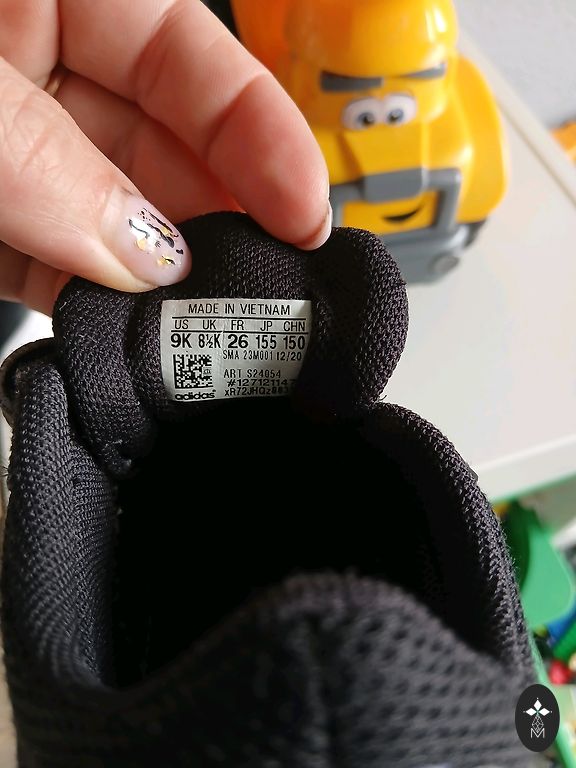 MADE IN VIETNAM
US UK FR JP CHN
9K 8½K 26 155 150
SMA 23M001 12/20
ART S24054
#127121147
adidas
M